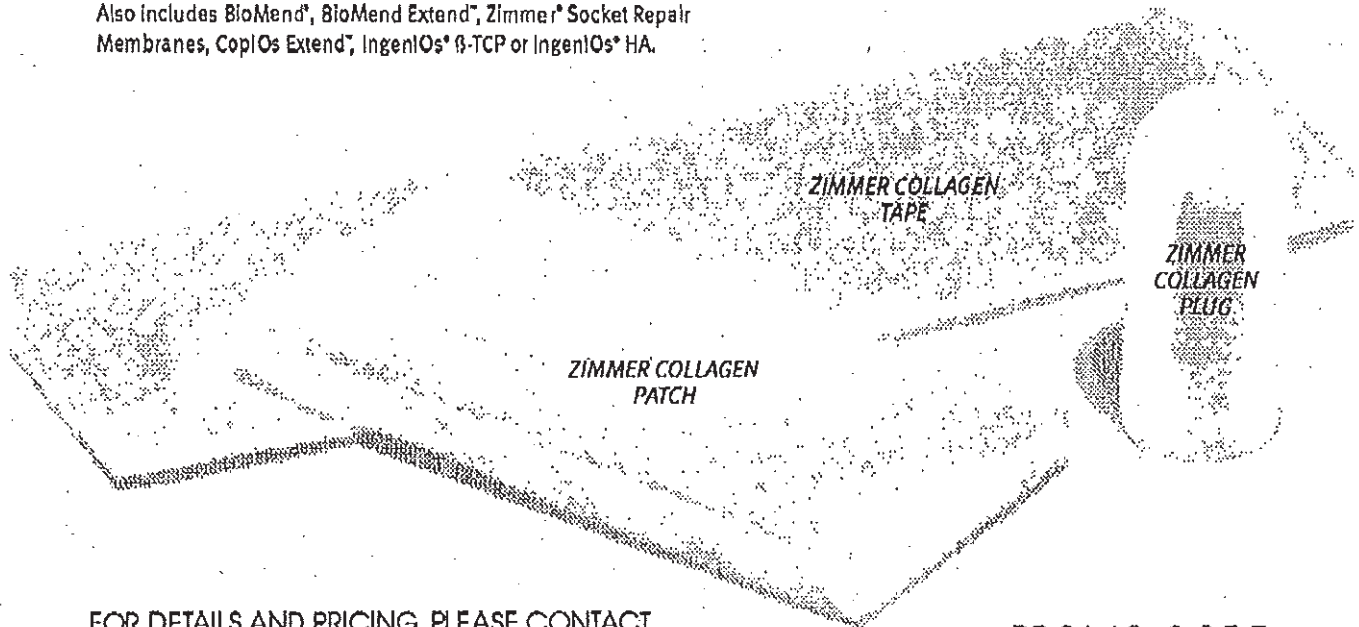 Also includes BioMend®, BioMend Extend™, Zimmer® Socket Repair
Membranes, CopiOs Extend™, IngeniOs® β-TCP or IngeniOs® HA.
ZIMMER COLLAGEN
TAPE
ZIMMER
COLLAGEN
PLUG
ZIMMER COLLAGEN
PATCH
FOR DETAILS AND PRICING, PLEASE CONTACT